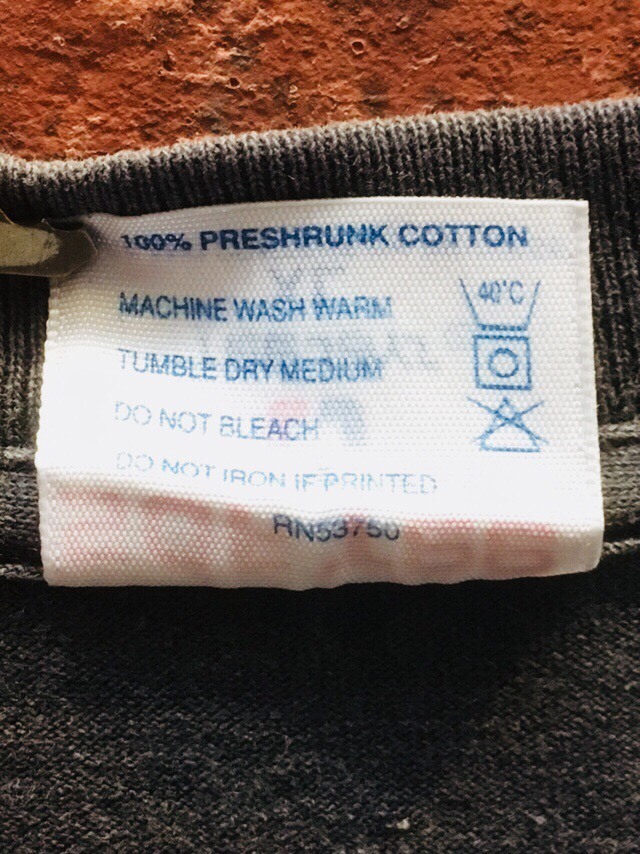 100% PRESHRUNK COTTON
MACHINE WASH WARM
40°C
TUMBLE DRY MEDIUM
DO NOT BLEACH
DO NOT IRON IF PRINTED
RN53750